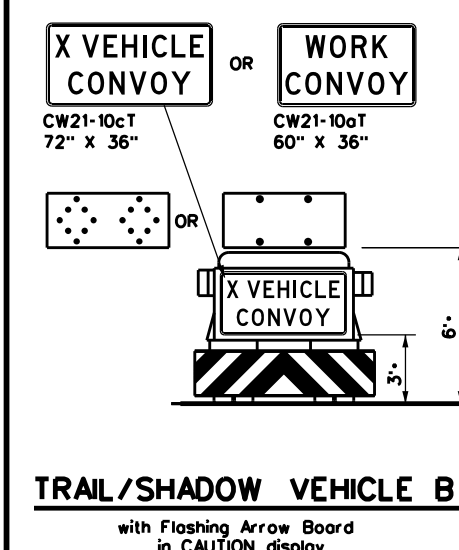 X VEHICLE
CONVOY
OR
WORK
CONVOY
CW21-10cT
72" X 36"
CW21-10aT
60" X 36"
OR
X VEHICLE
CONVOY
6'
3'
TRAIL/SHADOW VEHICLE B
with Flashing Arrow Board
in CAUTION display